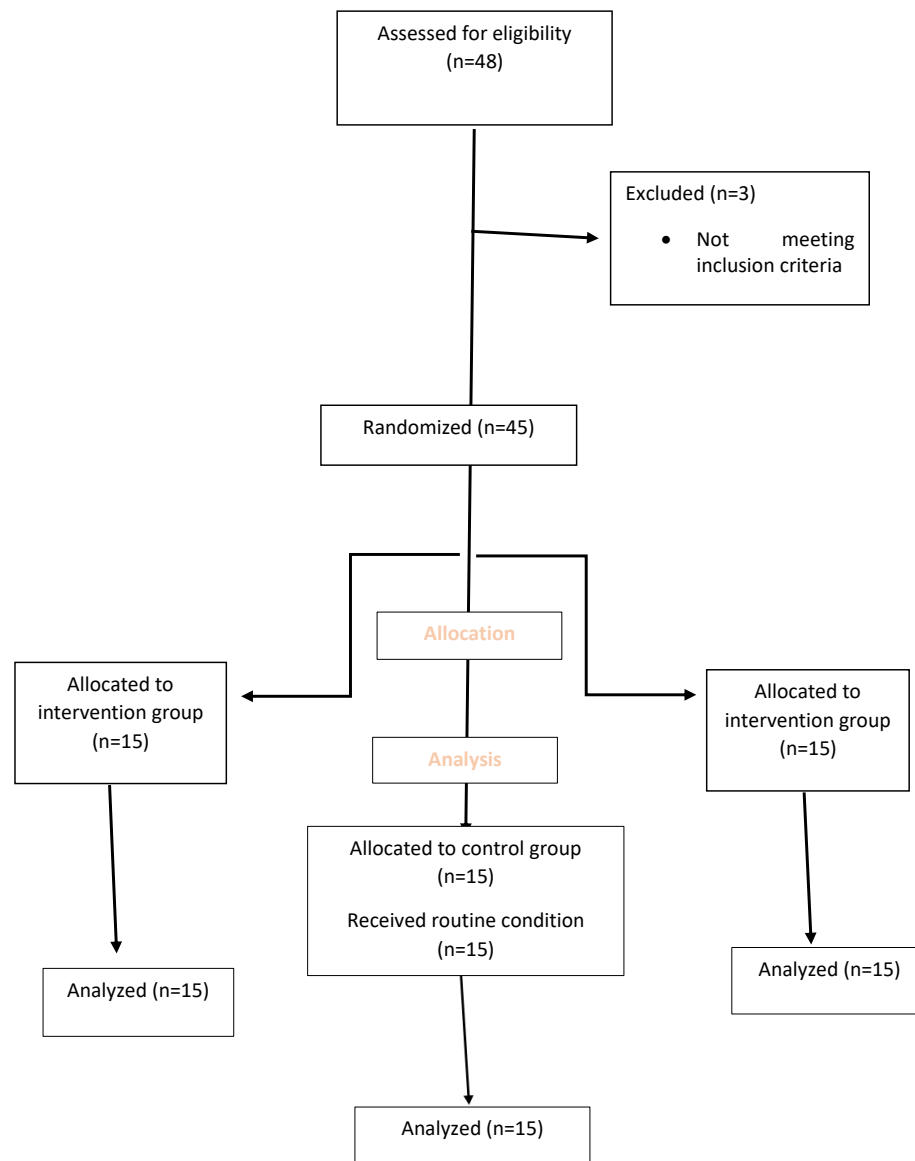 Assessed for eligibility
(n=48)
Excluded (n=3)
• Not meeting
inclusion criteria
Randomized (n=45)
Allocation
Allocated to
intervention group
(n=15)
Allocated to
intervention group
(n=15)
Analysis
Allocated to control group
(n=15)
Received routine condition
(n=15)
Analyzed (n=15)
Analyzed (n=15)
Analyzed (n=15)